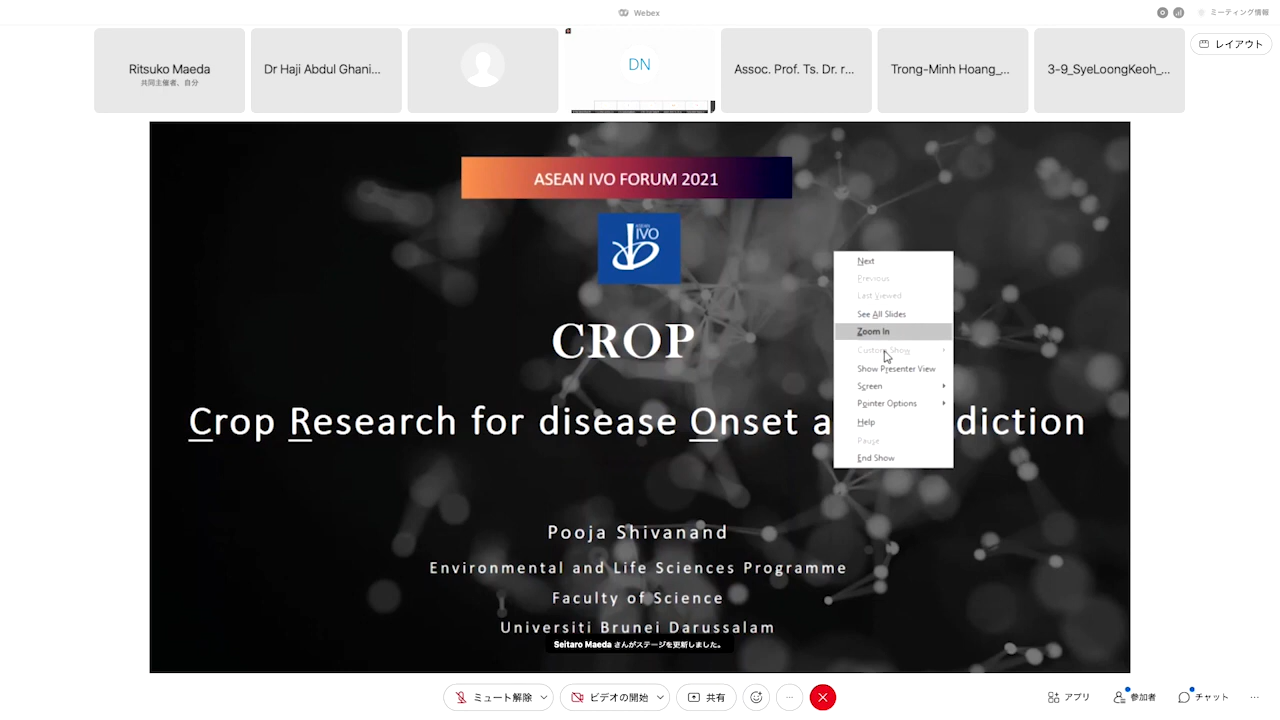 Webex
ミーティング情報
レイアウト
Ritsuko Maeda
共同主催者、自分
Dr Haji Abdul Ghani...
DN
Assoc. Prof. Ts. Dr. r...
Trong-Minh Hoang_...
3-9_SyeLoongKeoh_...
ASEAN IVO FORUM 2021
ASEAN
IVO
CROP
Crop Research for disease Onset a
diction
Next
Previous
Last Viewed
See All Slides
Zoom In
Custom Show
Show Presenter View
Screen
Pointer Options
Help
Pause
End Show
Pooja Shivanand
Environmental and Life Sciences Programme
Faculty of Science
Universiti Brunei Darussalam
Seitaro Maeda さんがステージを更新しました。
ミュート解除
ビデオの開始
共有
アプリ
参加者
チャット